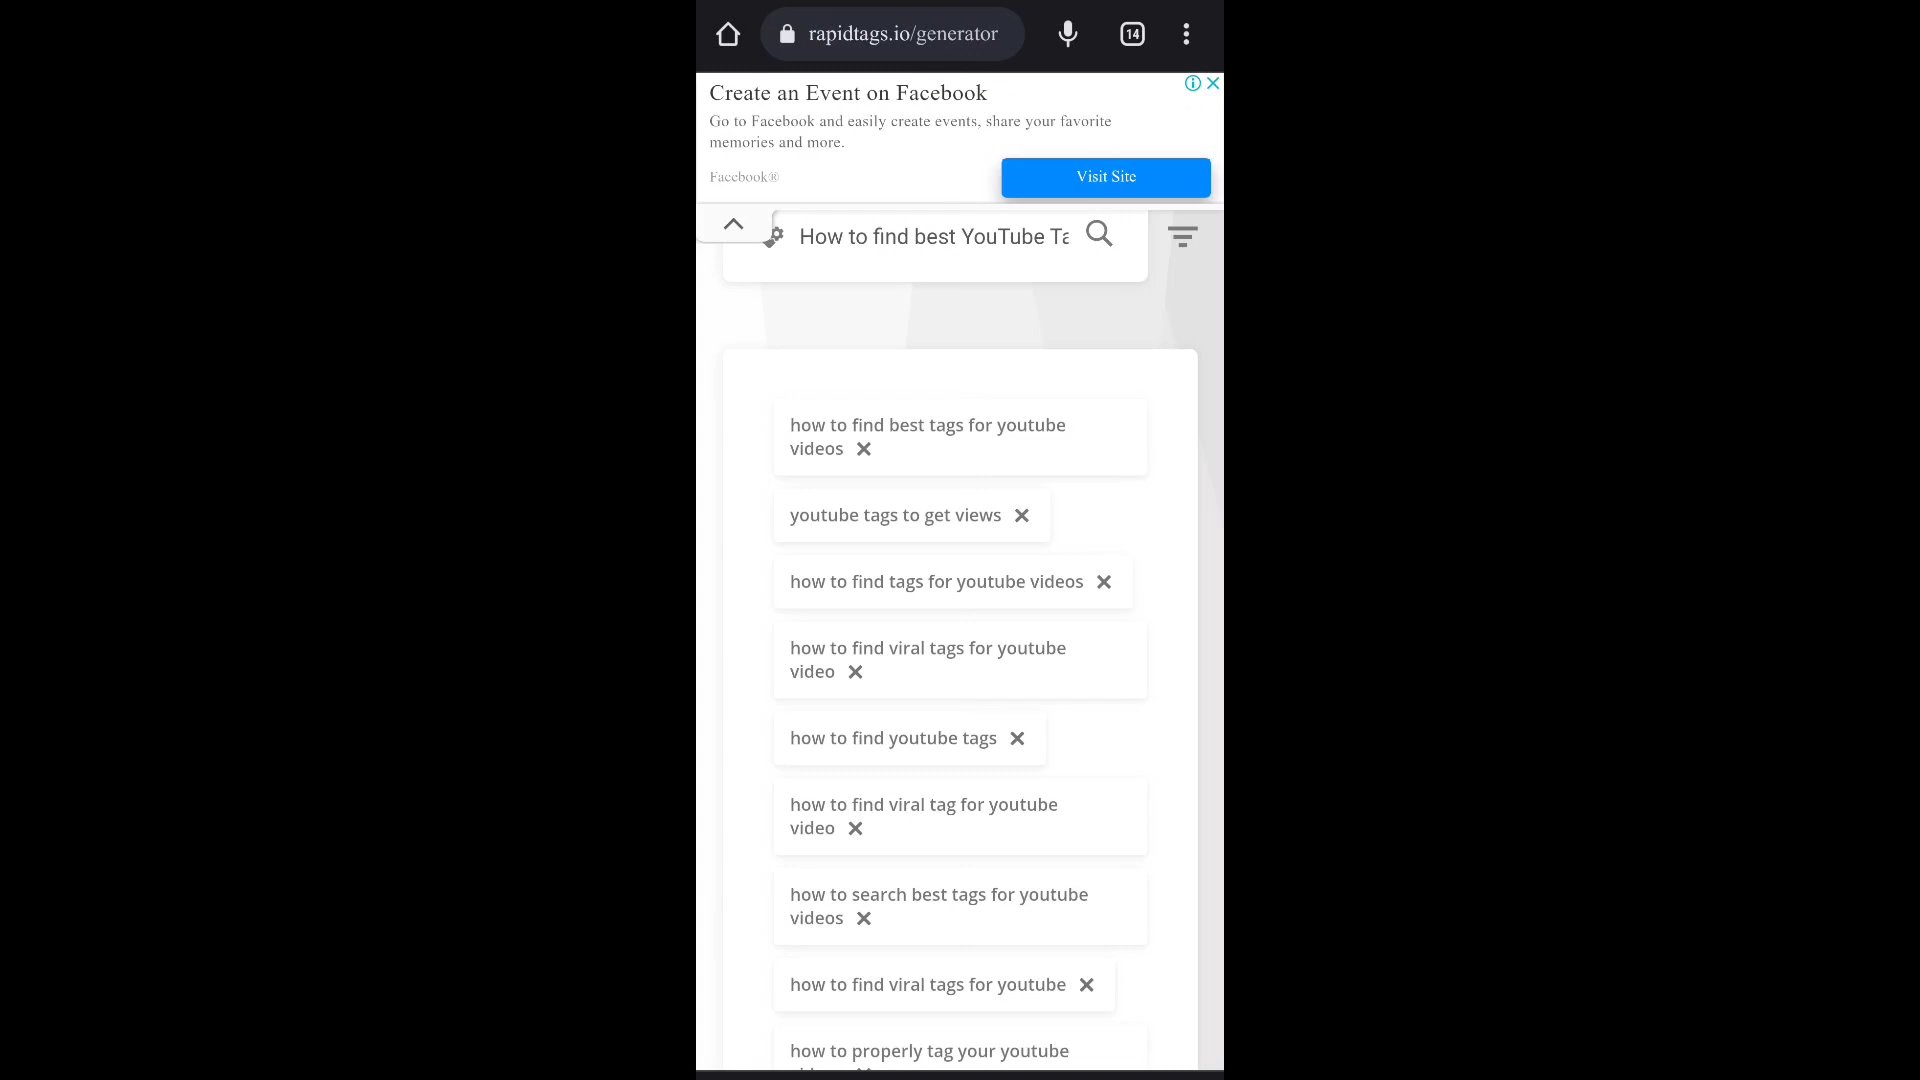 rapidtags.io/generator
14
Create an Event on Facebook
Go to Facebook and easily create events, share your favorite
memories and more.
Facebook®
Visit Site
How to find best YouTube
how to find best tags for youtube
videos
youtube tags to get views
how to find tags for youtube videos
how to find viral tags for youtube
video
how to find youtube tags
how to find viral tag for youtube
video
how to search best tags for youtube
videos
how to find viral tags for youtube
how to properly tag your youtube